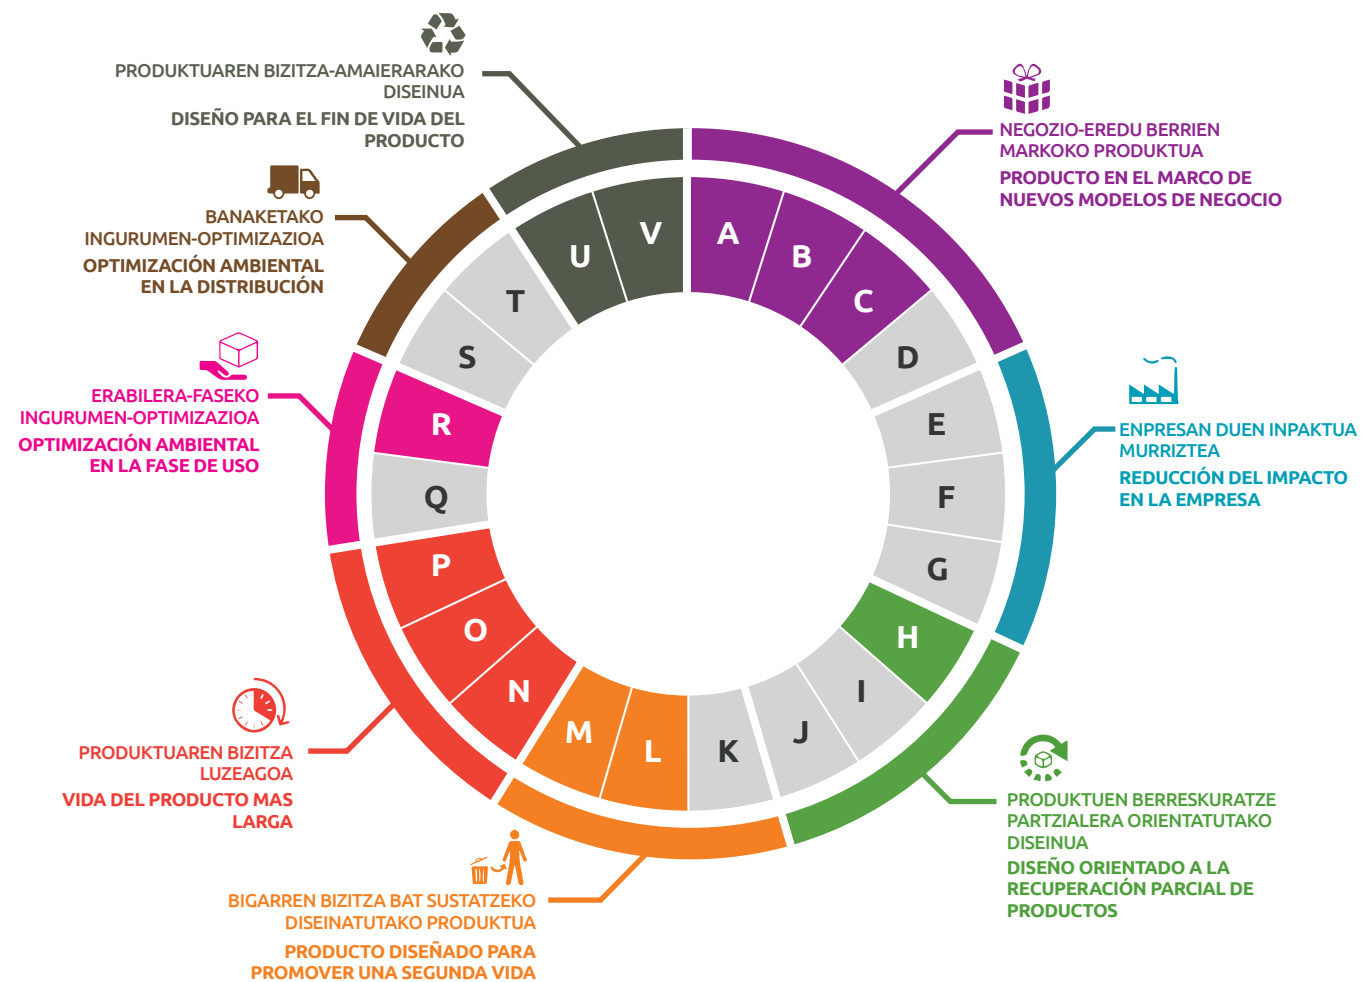 PRODUKTUAREN BIZITZA-AMAIERARAKO
DISEINUA
DISEÑO PARA EL FIN DE VIDA DEL
PRODUCTO
NEGOZIO-EREDU BERRIEN
MARKOKO PRODUKTUA
PRODUCTO EN EL MARCO DE
NUEVOS MODELOS DE NEGOCIO
BANAKETAKO
INGURUMEN-OPTIMIZAZIOA
OPTIMIZACIÓN AMBIENTAL
EN LA DISTRIBUCIÓN
ERABILERA-FASEKO
INGURUMEN-OPTIMIZAZIOA
OPTIMIZACIÓN AMBIENTAL
EN LA FASE DE USO
ENPRESAN DUEN INPAKTUA
MURRIZTEA
REDUCCIÓN DEL IMPACTO
EN LA EMPRESA
A
B
C
D
E
F
G
H
I
J
K
L
M
N
O
P
Q
R
S
T
U
V
PRODUKTUAREN BIZITZA
LUZEAGOA
VIDA DEL PRODUCTO MAS
LARGA
PRODUKTUEN BERRESKURATZE
PARTZIALERA ORIENTATUTAKO
DISEINUA
DISEÑO ORIENTADO A LA
RECUPERACIÓN PARCIAL DE
PRODUCTOS
BIGARREN BIZITZA BAT SUSTATZEKO
DISEINATUTAKO PRODUKTUA
PRODUCTO DISEÑADO PARA
PROMOVER UNA SEGUNDA VIDA